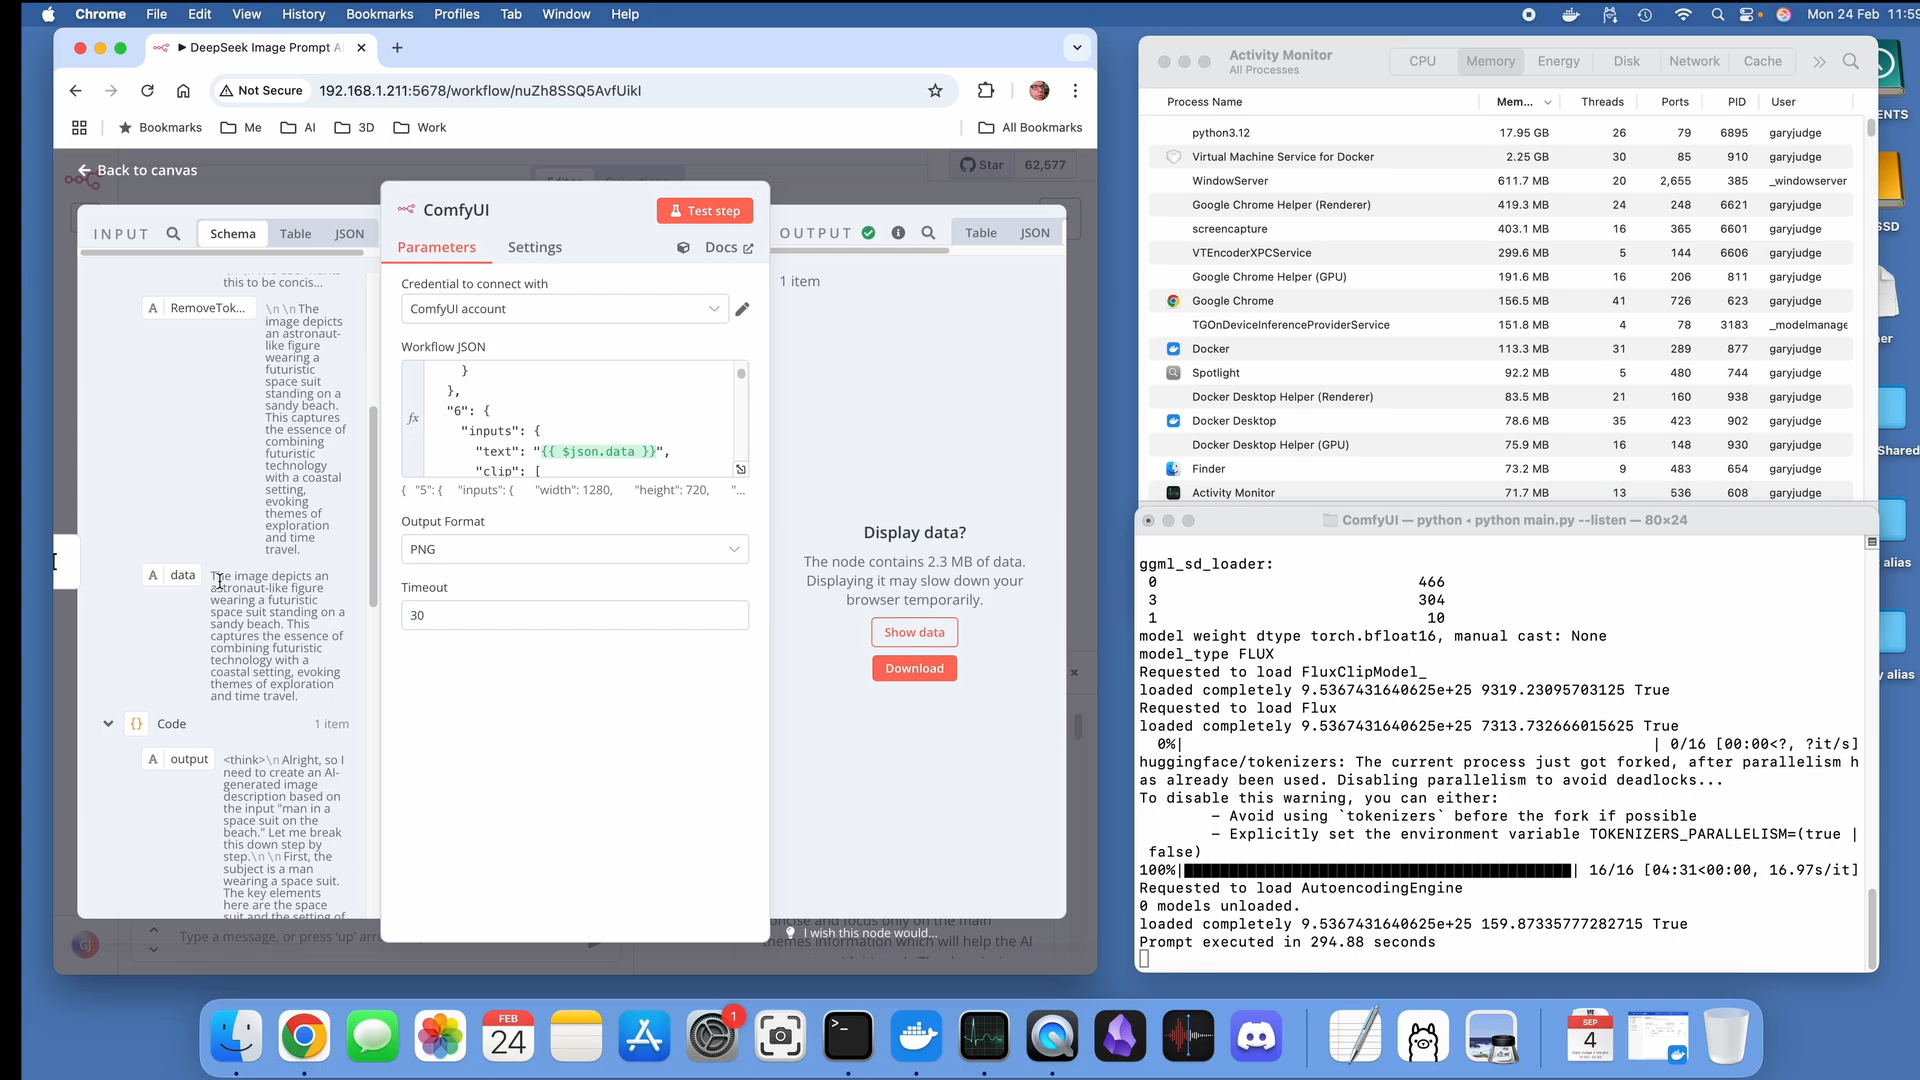 Chrome File Edit View History Bookmarks Profiles Tab Window Help
Mon 24 Feb 11:59
DeepSeek Image Prompt A
Not Secure 192.168.1.211:5678/workflow/nuZh8SSQ5AvfUikI
Bookmarks Me AI 3D Work All Bookmarks
Back to canvas
Star 62,577
INPUT Schema Table JSON
this to be concis...
A RemoveTok...
\n \n The
image depicts
an astronaut-
like figure
wearing a
futuristic
space suit
standing on a
sandy beach.
This captures
the essence of
combining
futuristic
technology
with a coastal
setting,
evoking
themes of
exploration
and time
travel.
A data
The image depicts an
astronaut-like figure
wearing a futuristic
space suit standing on a
sandy beach. This
captures the essence of
combining futuristic
technology with a
coastal setting, evoking
themes of exploration
and time travel.
{} Code 1 item
A output
<think>\n Alright, so I
need to create an AI-
generated image
description based on
the input "man in a
space suit on the
beach." Let me break
this down step by
step.\n \n First, the
subject is a man
wearing a space suit.
The key elements
here are the space
suit and the setting of
GJ
Type a message, or press 'up' arr
ComfyUI
Test step
Parameters Settings Docs
Credential to connect with
ComfyUI account
Workflow JSON
fx
}
},
"6": {
"inputs": {
"text": "{{ $json.data }}",
"clip": [
{ "5": { "inputs": { "width": 1280, "height": 720, "...
Output Format
PNG
Timeout
30
OUTPUT Table JSON
1 item
Display data?
The node contains 2.3 MB of data.
Displaying it may slow down your
browser temporarily.
Show data
Download
I wish this node would...
Activity Monitor
All Processes
CPU Memory Energy Disk Network Cache
Process Name Mem... Threads Ports PID User
python3.12 17.95 GB 26 79 6895 garyjudge
Virtual Machine Service for Docker 2.25 GB 30 85 910 garyjudge
WindowServer 611.7 MB 20 2,655 385 _windowserver
Google Chrome Helper (Renderer) 419.3 MB 24 248 6621 garyjudge
screencapture 403.1 MB 16 365 6601 garyjudge
VTEncoderXPCService 299.6 MB 5 144 6606 garyjudge
Google Chrome Helper (GPU) 191.6 MB 16 206 811 garyjudge
Google Chrome 156.5 MB 41 726 623 garyjudge
TGOnDeviceInferenceProviderService 151.8 MB 4 78 3183 _modelmanage
Docker 113.3 MB 31 289 877 garyjudge
Spotlight 92.2 MB 5 480 744 garyjudge
Docker Desktop Helper (Renderer) 83.5 MB 21 160 938 garyjudge
Docker Desktop 78.6 MB 35 423 902 garyjudge
Docker Desktop Helper (GPU) 75.9 MB 16 148 930 garyjudge
Finder 73.2 MB 9 483 654 garyjudge
Activity Monitor 71.7 MB 13 536 608 garyjudge
ComfyUI — python ◂ python main.py --listen — 80×24
ggml_sd_loader:
0 466
3 304
1 10
model weight dtype torch.bfloat16, manual cast: None
model_type FLUX
Requested to load FluxClipModel_
loaded completely 9.5367431640625e+25 9319.23095703125 True
Requested to load Flux
loaded completely 9.5367431640625e+25 7313.732666015625 True
0%| | 0/16 [00:00<?, ?it/s]
huggingface/tokenizers: The current process just got forked, after parallelism h
as already been used. Disabling parallelism to avoid deadlocks...
To disable this warning, you can either:
- Avoid using `tokenizers` before the fork if possible
- Explicitly set the environment variable TOKENIZERS_PARALLELISM=(true |
false)
100%| | 16/16 [04:31<00:00, 16.97s/it]
Requested to load AutoencodingEngine
0 models unloaded.
loaded completely 9.5367431640625e+25 159.87335777282715 True
Prompt executed in 294.88 seconds
ENTS
SSD
ner
Shared
alias
y alias
FEB
24
1
SEP
4